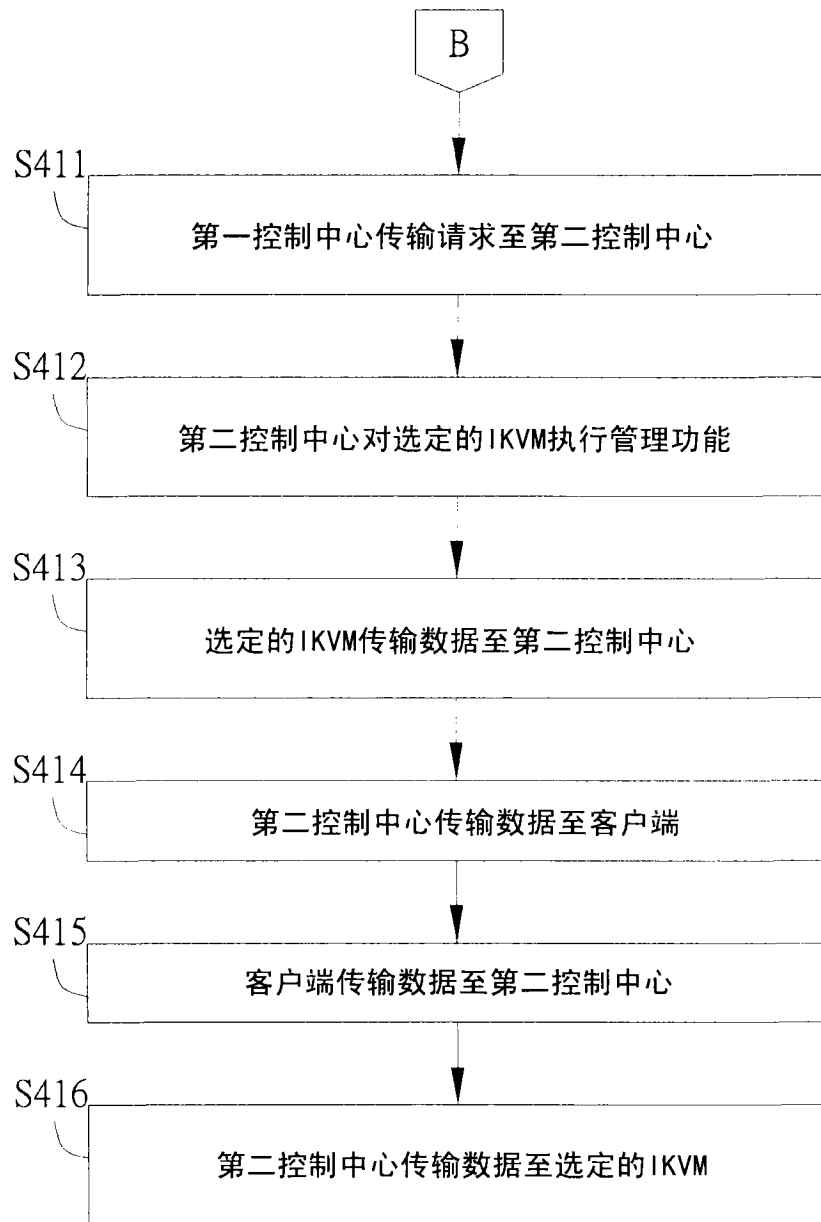 B
S411
第一控制中心传输请求至第二控制中心
S412
第二控制中心对选定的IKVM执行管理功能
S413
选定的IKVM传输数据至第二控制中心
S414
第二控制中心传输数据至客户端
S415
客户端传输数据至第二控制中心
S416
第二控制中心传输数据至选定的IKVM